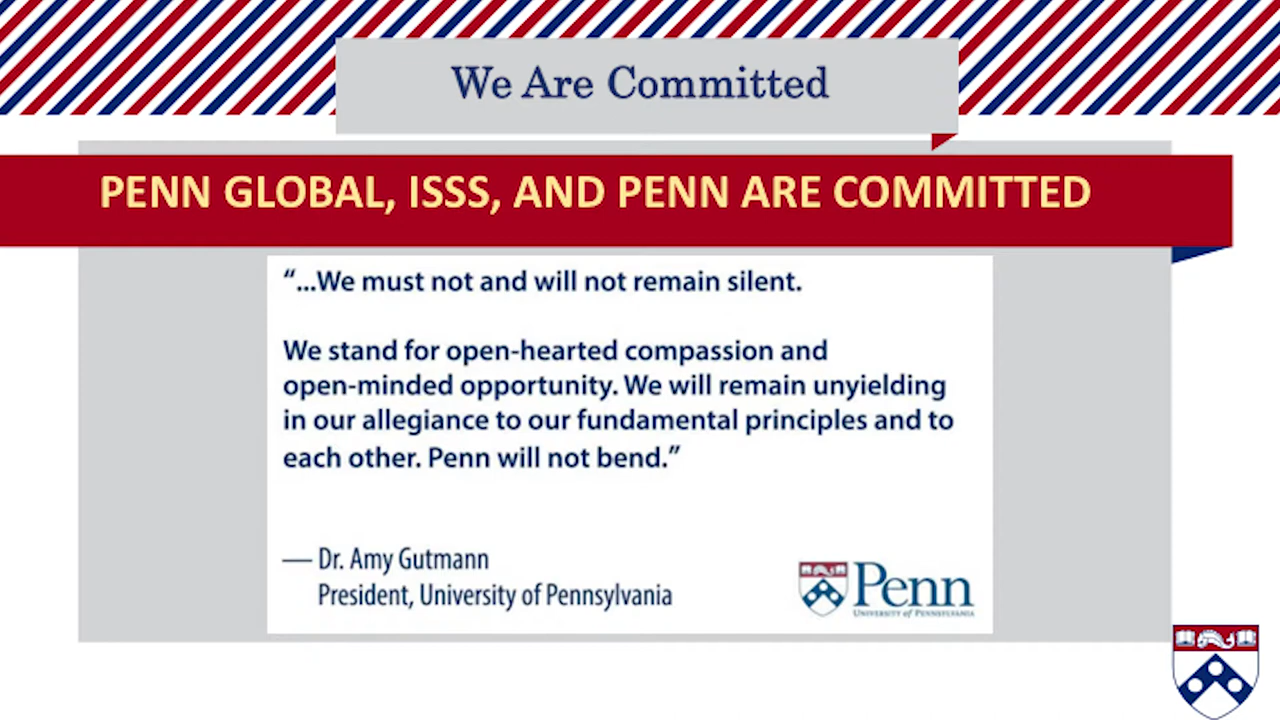 We Are Committed
PENN GLOBAL, ISSS, AND PENN ARE COMMITTED
“...We must not and will not remain silent.
We stand for open-hearted compassion and
open-minded opportunity. We will remain unyielding
in our allegiance to our fundamental principles and to
each other. Penn will not bend.”
— Dr. Amy Gutmann
President, University of Pennsylvania
Penn
UNIVERSITY of PENNSYLVANIA